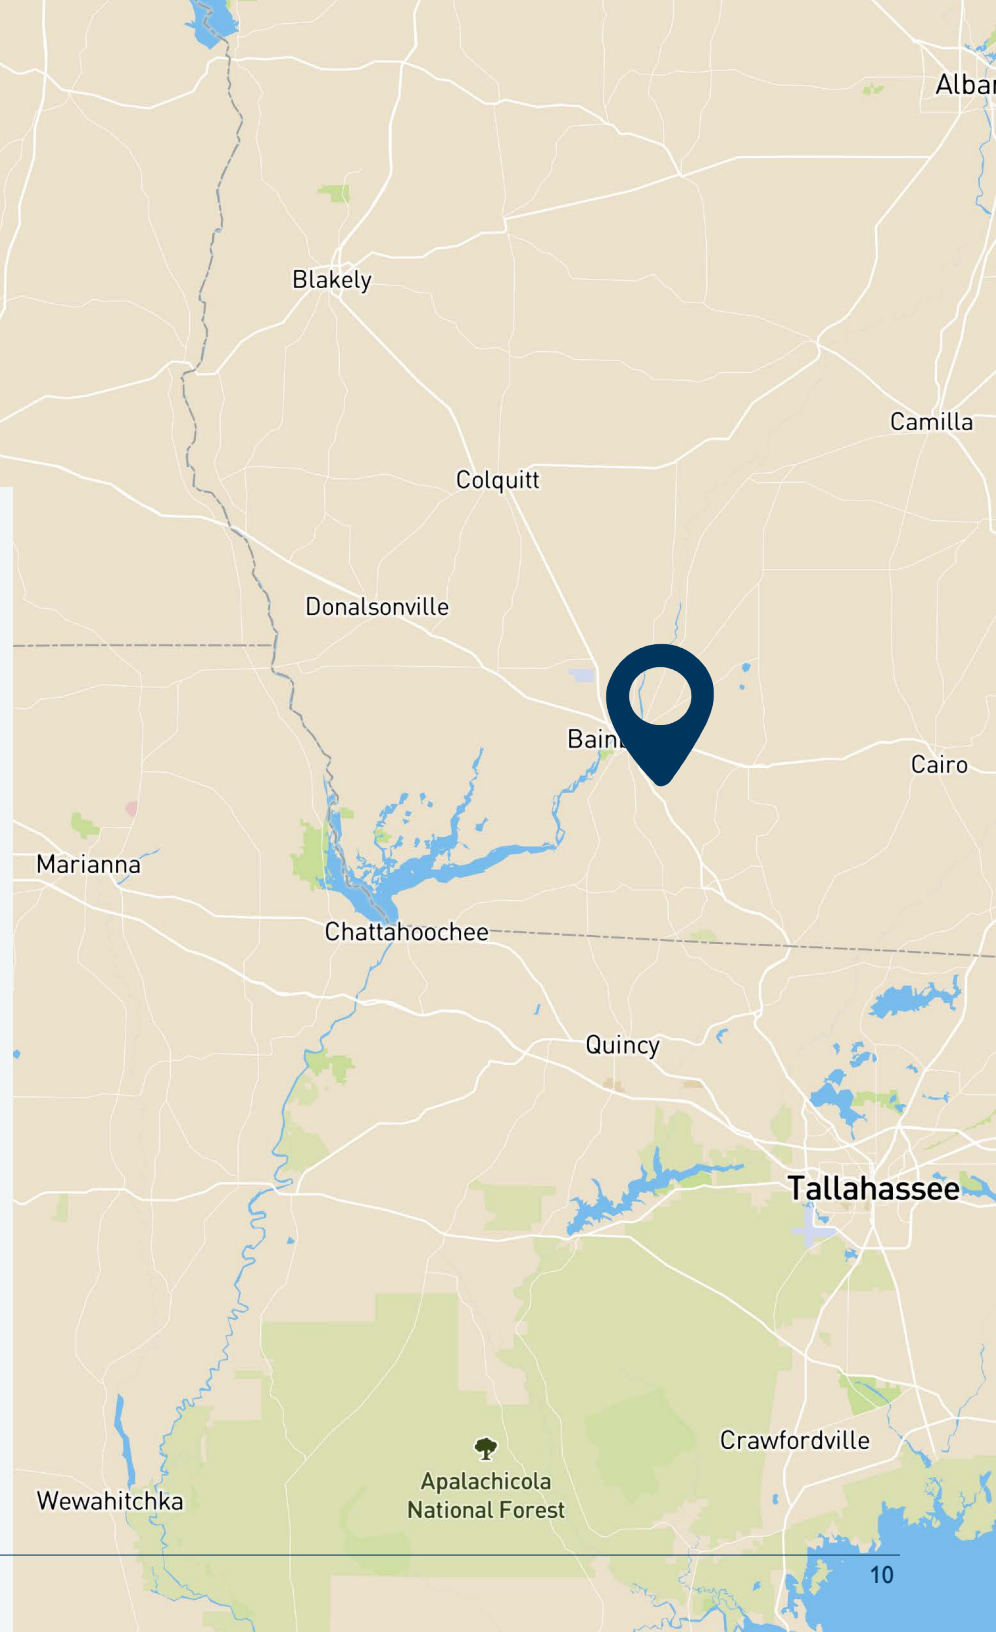 Blakely
Camilla
Colquitt
Donalsonville
Cairo
Marianna
Chattahoochee
Quincy
Tallahassee
Crawfordville
Apalachicola
National Forest
Wewahitchka
10